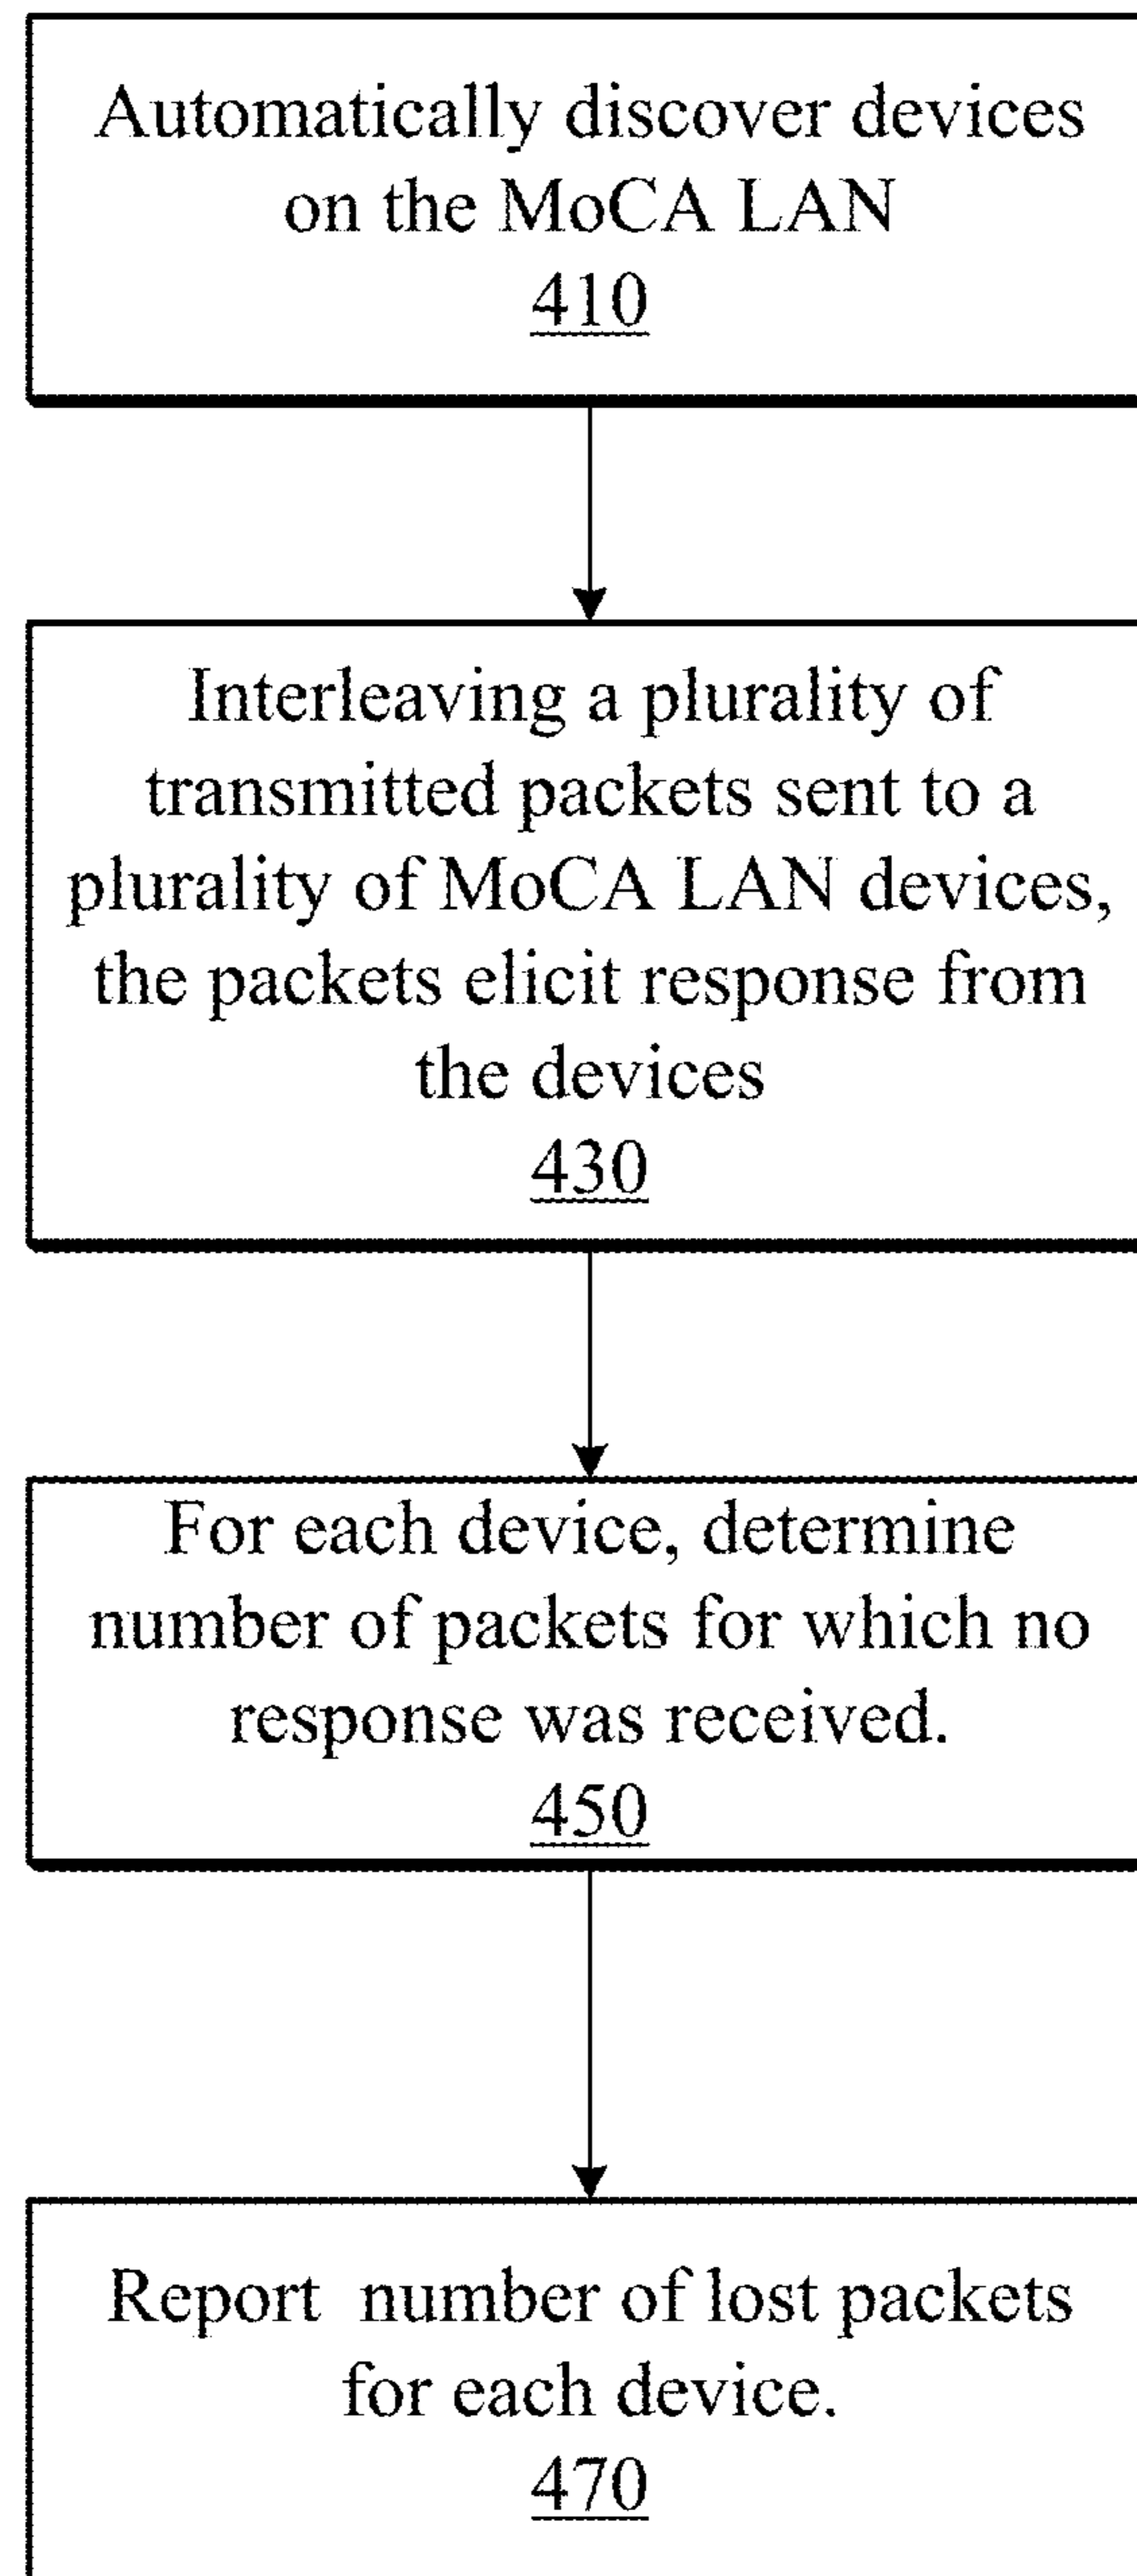 Automatically discover devices
on the MoCA LAN
410
Interleaving a plurality of
transmitted packets sent to a
plurality of MoCA LAN devices,
the packets elicit response from
the devices
430
For each device, determine
number of packets for which no
response was received.
450
Report number of lost packets
for each device.
470